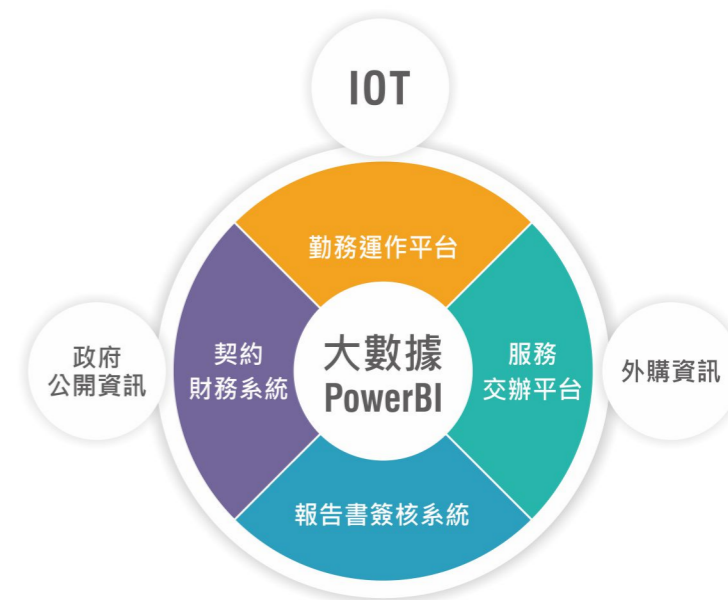 IOT
勤務運作平台
政府
公開資訊
契約
財務系統
大數據
PowerBI
服務
交辦平台
外購資訊
報告書簽核系統